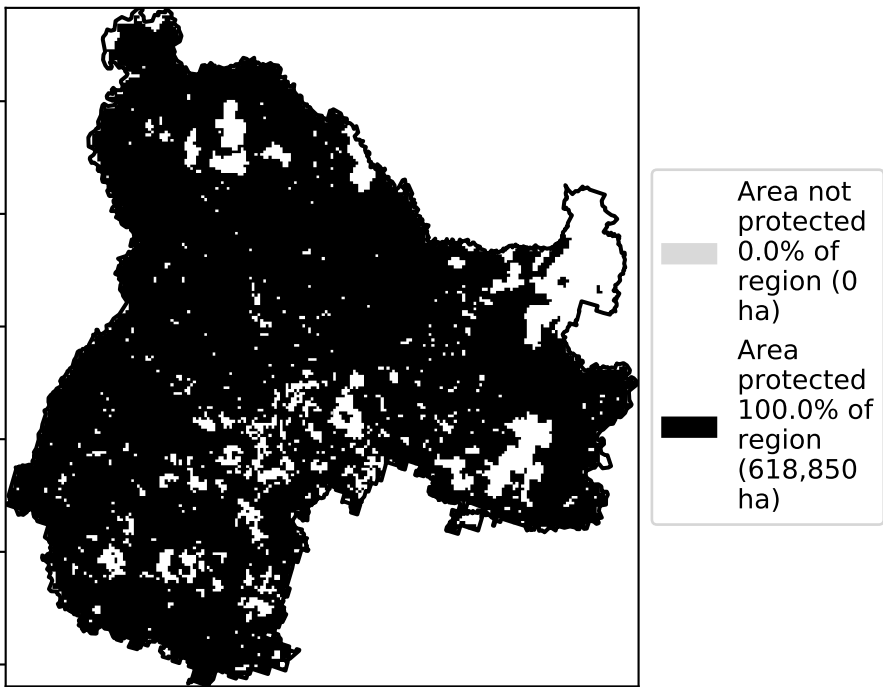 Area not
protected
0.0% of
region (0
ha)
Area
protected
100.0% of
region
(618,850
ha)